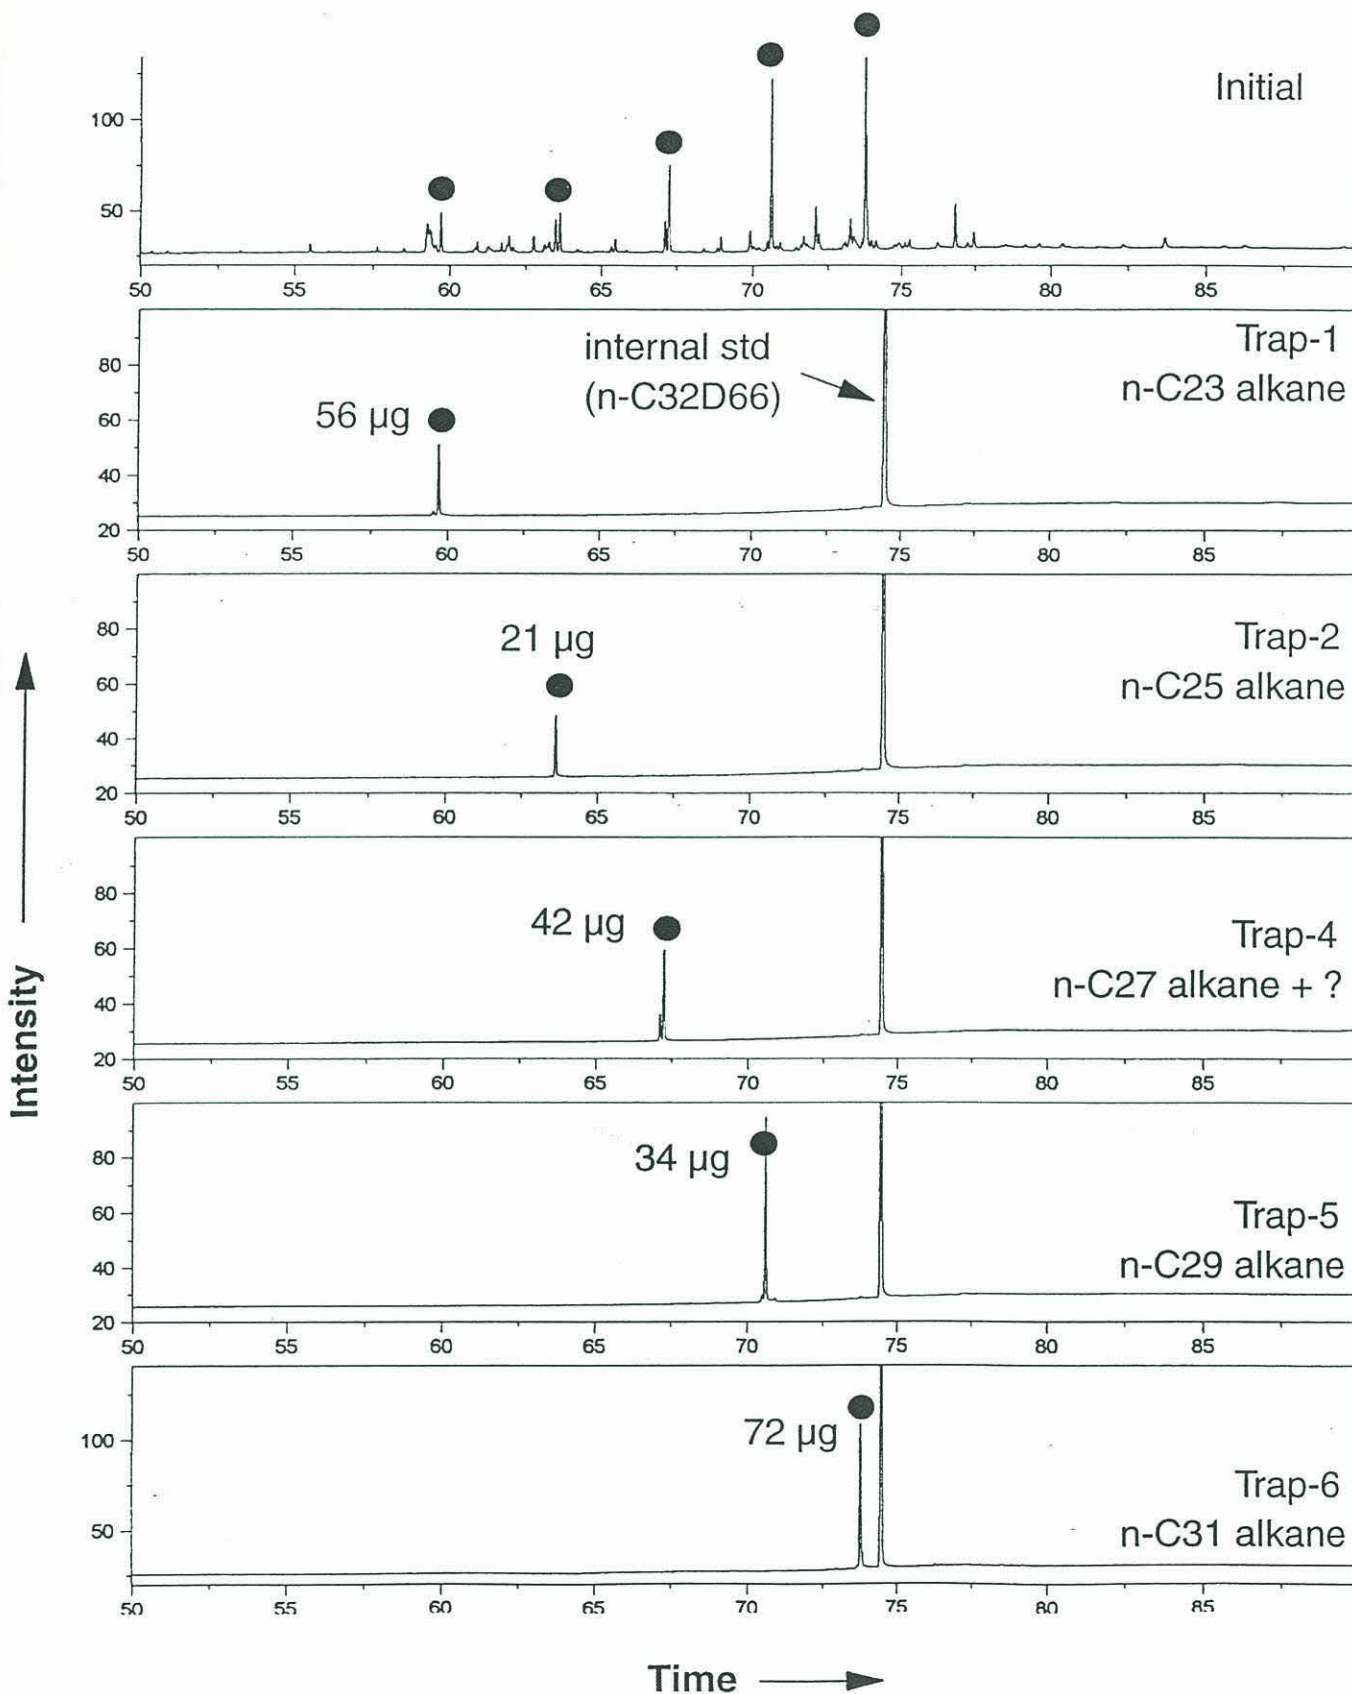 Initial
100
50
50 55 60 65 70 75 80 85
Trap-1
n-C23 alkane
internal std
(n-C32D66)
56 µg
80
60
40
20
50 55 60 65 70 75 80 85
Trap-2
n-C25 alkane
21 µg
80
60
40
20
50 55 60 65 70 75 80 85
Trap-4
n-C27 alkane + ?
42 µg
80
60
40
20
50 55 60 65 70 75 80 85
Trap-5
n-C29 alkane
34 µg
80
60
40
20
50 55 60 65 70 75 80 85
Trap-6
n-C31 alkane
72 µg
100
50
50 55 60 65 70 75 80 85
Intensity
Time